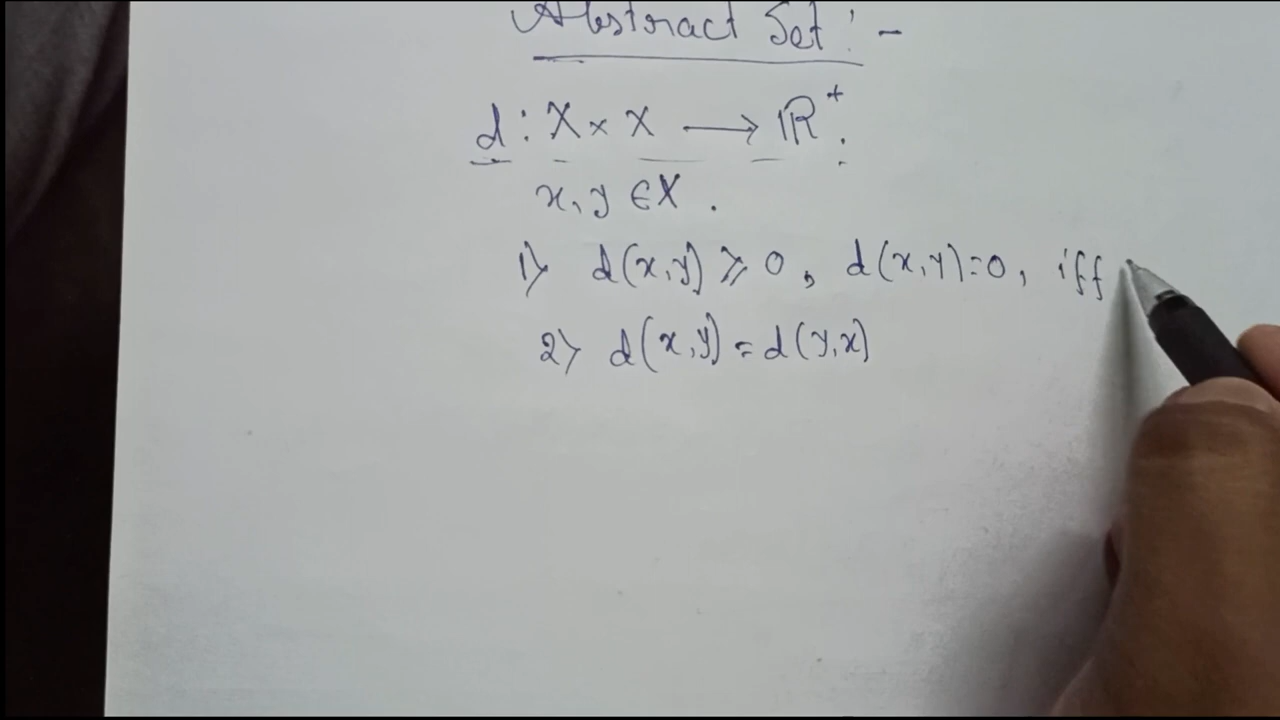 Abstract Set :-
d : X × X → ℝ⁺.
x, y ∈ X .
1) d(x,y) ≥ 0, d(x,y)=0, iff
2) d(x,y) = d(y,x)